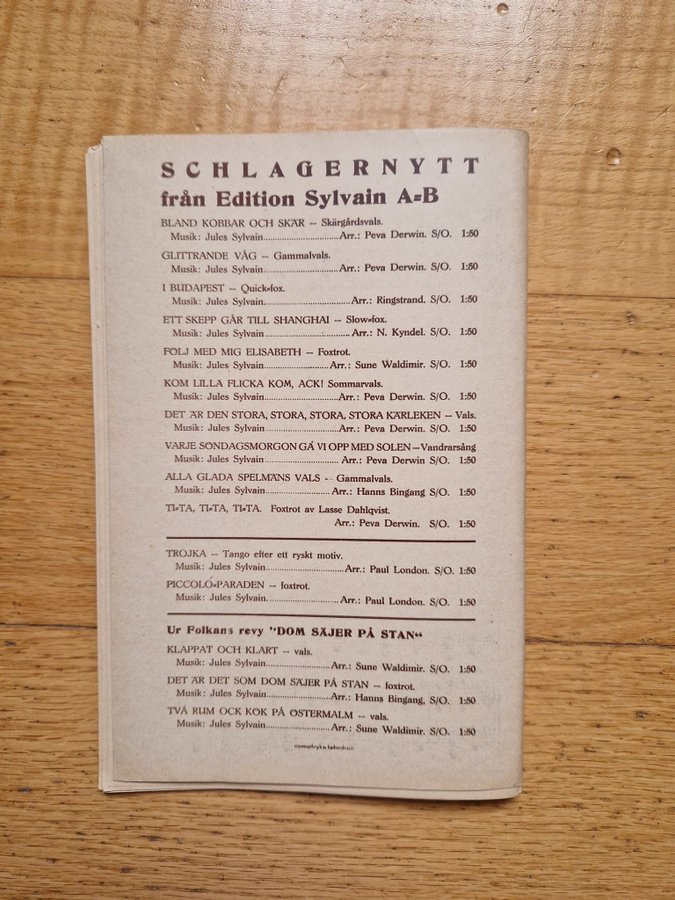 SCHLAGERNYTT
från Edition Sylvain A=B
BLAND KOBBAR OCH SKÄR — Skärgårdsvals.
Musik: Jules Sylvain........................Arr.: Peva Derwin. S/O. 1:50
GLITTRANDE VÅG — Gammalvals.
Musik: Jules Sylvain........................Arr.: Peva Derwin. S/O. 1:50
I BUDAPEST — Quick=fox.
Musik: Jules Sylvain...........................Arr.: Ringstrand. S/O. 1:50
ETT SKEPP GÅR TILL SHANGHAI — Slow=fox.
Musik: Jules Sylvain...........................Arr.: N. Kyndel. S/O. 1:50
FÖLJ MED MIG ELISABETH — Foxtrot.
Musik: Jules Sylvain.....................Arr.: Sune Waldimir. S/O. 1:50
KOM LILLA FLICKA KOM, ACK! Sommarvals.
Musik: Jules Sylvain........................Arr.: Peva Derwin. S/O. 1:50
DET ÄR DEN STORA, STORA, STORA, STORA KÄRLEKEN — Vals.
Musik: Jules Sylvain........................Arr.: Peva Derwin. S/O. 1:50
VARJE SÖNDAGSMORGON GÅ VI OPP MED SOLEN — Vandrarsång
Musik: Jules Sylvain........................Arr.: Peva Derwin S/O. 1:50
ALLA GLADA SPELMÄNS VALS -- Gammalvals.
Musik: Jules Sylvain.....................Arr.: Hanns Bingang S/O. 1:50
TI=TA, TI=TA, TI=TA. Foxtrot av Lasse Dahlqvist.
Arr.: Peva Derwin. S/O. 1:50
TROJKA — Tango efter ett ryskt motiv.
Musik: Jules Sylvain...........................Arr.: Paul London. S/O. 1:50
PICCOLO=PARADEN — foxtrot.
Musik: Jules Sylvain.........................Arr.: Paul London. S/O. 1:50
Ur Folkans revy "DOM SÄJER PÅ STAN"
KLAPPAT OCH KLART — vals.
Musik: Jules Sylvain.....................Arr.: Sune Waldimir. S/O. 1:50
DET ÄR DET SOM DOM SÄJER PÅ STAN — foxtrot.
Musik: Jules Sylvain.....................Arr.: Hanns Bingang, S/O. 1:50
TVÅ RUM OCK KÖK PÅ ÖSTERMALM — vals.
Musik: Jules Sylvain.....................Arr.: Sune Waldimir. S/O. 1:50